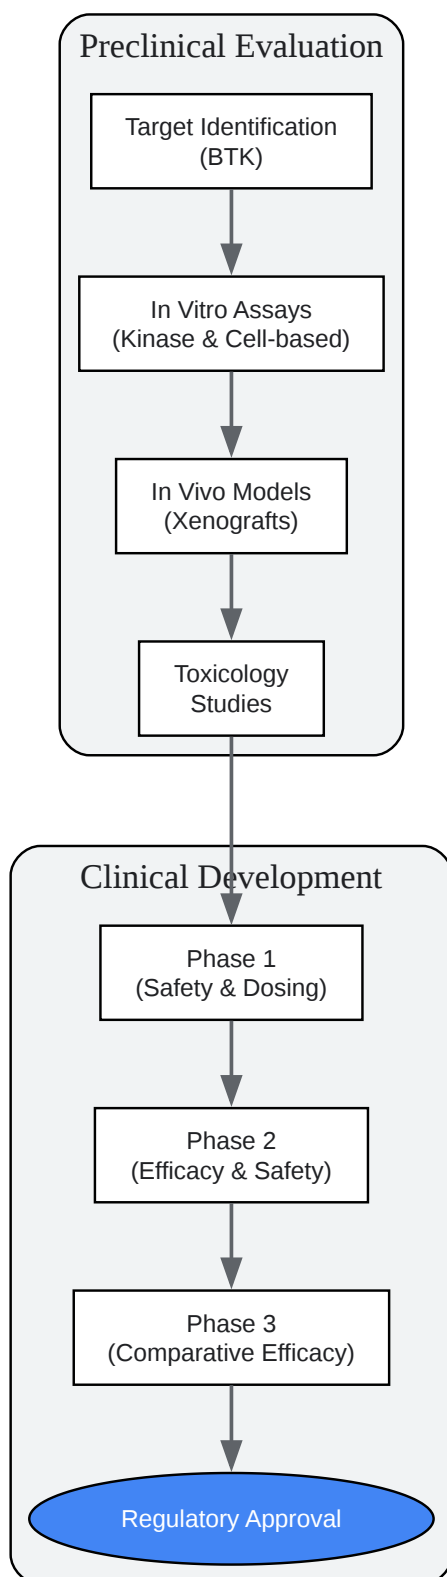 Preclinical Evaluation
Target Identification
(BTK)
In Vitro Assays
(Kinase & Cell-based)
In Vivo Models
(Xenografts)
Toxicology
Studies
Clinical Development
Phase 1
(Safety & Dosing)
Phase 2
(Efficacy & Safety)
Phase 3
(Comparative Efficacy)
Regulatory Approval